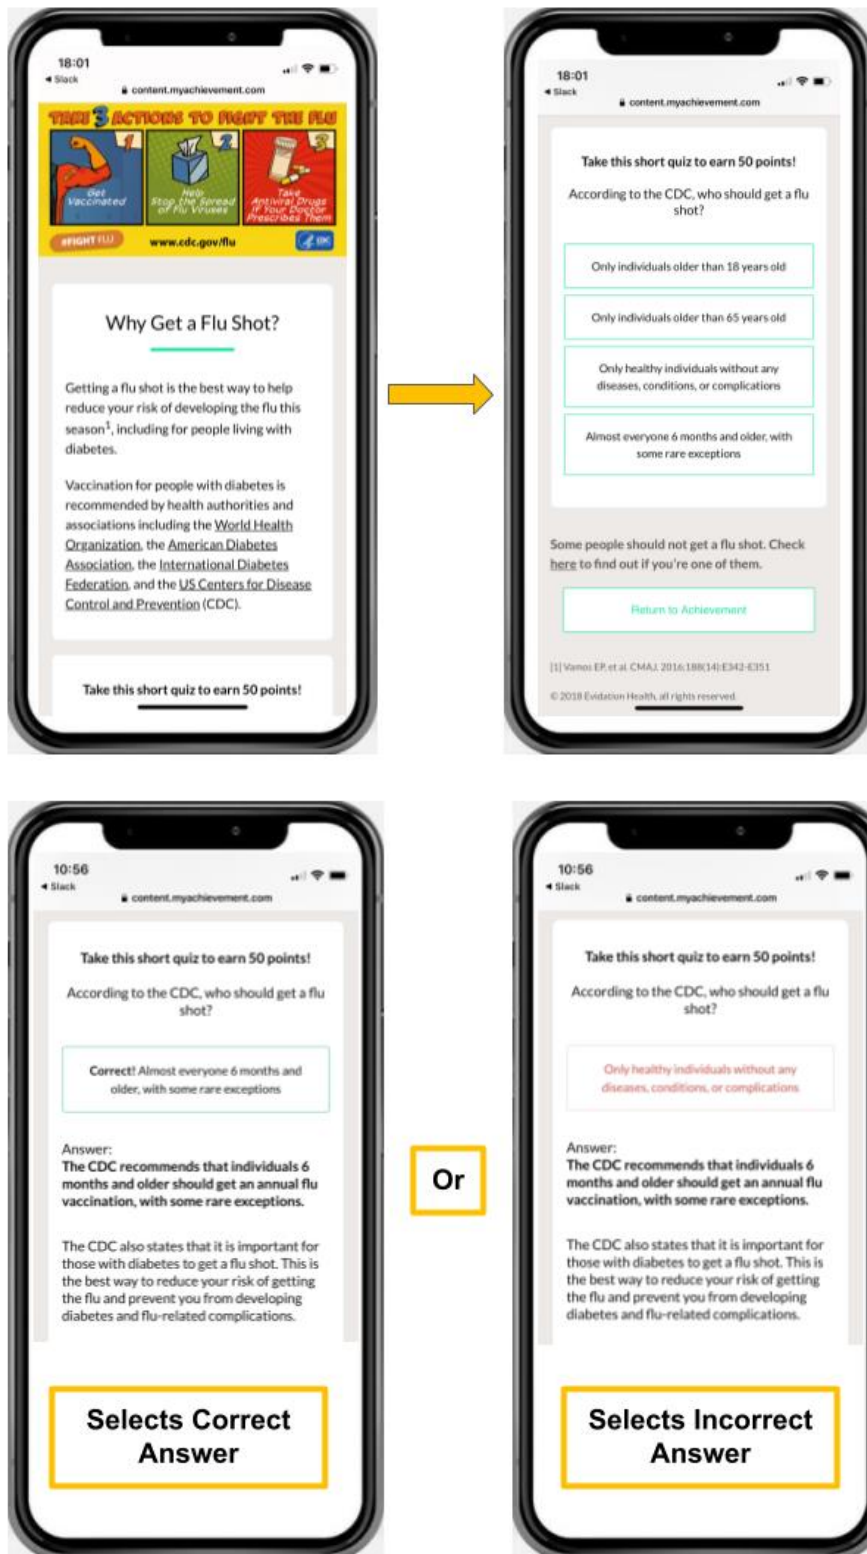 18:01
Slack
content.myachievement.com
TAKE 3 ACTIONS TO FIGHT THE FLU
1
2
3
Get
Vaccinated
Help
Stop the Spread
of Flu Viruses
Take
Antiviral Drugs
if Your Doctor
Prescribes Them
#FIGHT FLU
www.cdc.gov/flu
CDC
Why Get a Flu Shot?
Getting a flu shot is the best way to help
reduce your risk of developing the flu this
season1, including for people living with
diabetes.
Vaccination for people with diabetes is
recommended by health authorities and
associations including the World Health
Organization, the American Diabetes
Association, the International Diabetes
Federation, and the US Centers for Disease
Control and Prevention (CDC).
Take this short quiz to earn 50 points!
18:01
Slack
content.myachievement.com
Take this short quiz to earn 50 points!
According to the CDC, who should get a flu
shot?
Only individuals older than 18 years old
Only individuals older than 65 years old
Only healthy individuals without any
diseases, conditions, or complications
Almost everyone 6 months and older, with
some rare exceptions
Some people should not get a flu shot. Check
here to find out if you're one of them.
Return to Achievement
[1] Vamos EP, et al. CMAJ. 2016;188(14):E342-E351
© 2018 Evidation Health, all rights reserved.
10:56
Slack
content.myachievement.com
Take this short quiz to earn 50 points!
According to the CDC, who should get a flu
shot?
Correct! Almost everyone 6 months and
older, with some rare exceptions
Answer:
The CDC recommends that individuals 6
months and older should get an annual flu
vaccination, with some rare exceptions.
The CDC also states that it is important for
those with diabetes to get a flu shot. This is
the best way to reduce your risk of getting
the flu and prevent you from developing
diabetes and flu-related complications.
Selects Correct
Answer
Or
10:56
Slack
content.myachievement.com
Take this short quiz to earn 50 points!
According to the CDC, who should get a flu
shot?
Only healthy individuals without any
diseases, conditions, or complications
Answer:
The CDC recommends that individuals 6
months and older should get an annual flu
vaccination, with some rare exceptions.
The CDC also states that it is important for
those with diabetes to get a flu shot. This is
the best way to reduce your risk of getting
the flu and prevent you from developing
diabetes and flu-related complications.
Selects Incorrect
Answer